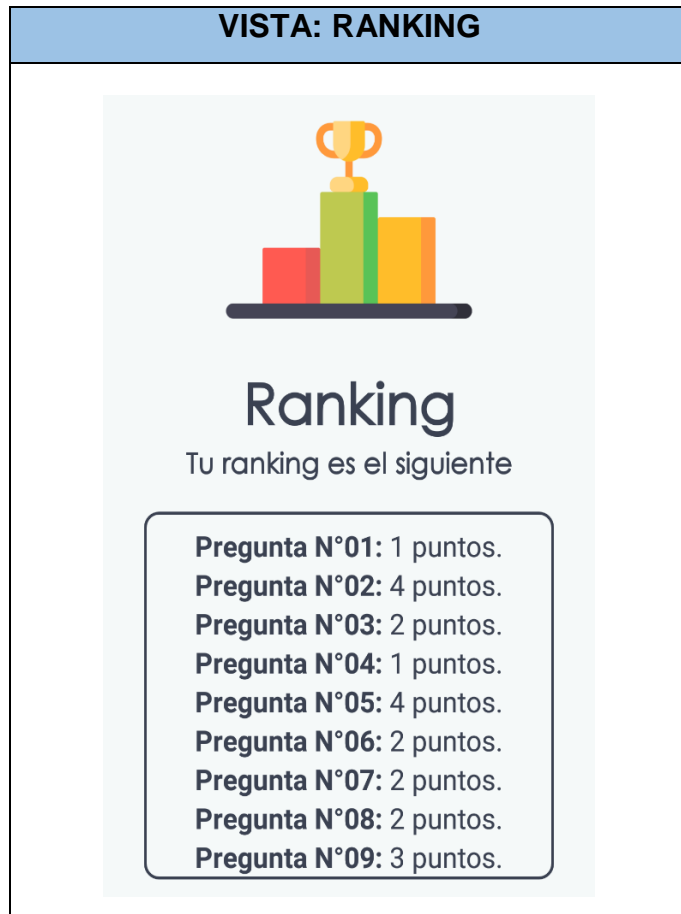 VISTA: RANKING
Ranking
Tu ranking es el siguiente
Pregunta N°01: 1 puntos.
Pregunta N°02: 4 puntos.
Pregunta N°03: 2 puntos.
Pregunta N°04: 1 puntos.
Pregunta N°05: 4 puntos.
Pregunta N°06: 2 puntos.
Pregunta N°07: 2 puntos.
Pregunta N°08: 2 puntos.
Pregunta N°09: 3 puntos.